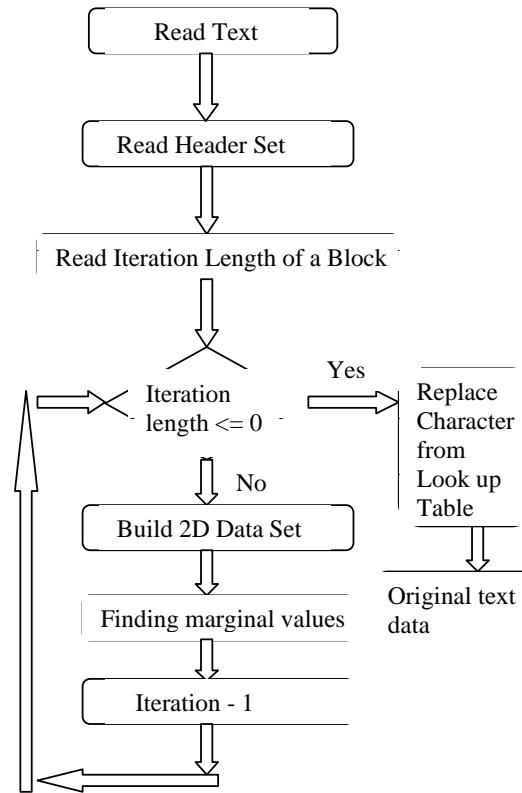 Read Text
Read Header Set
Read Iteration Length of a Block
Iteration
length <= 0
Yes
Replace
Character
from
Look up
Table
No
Build 2D Data Set
Original text
data
Finding marginal values
Iteration - 1